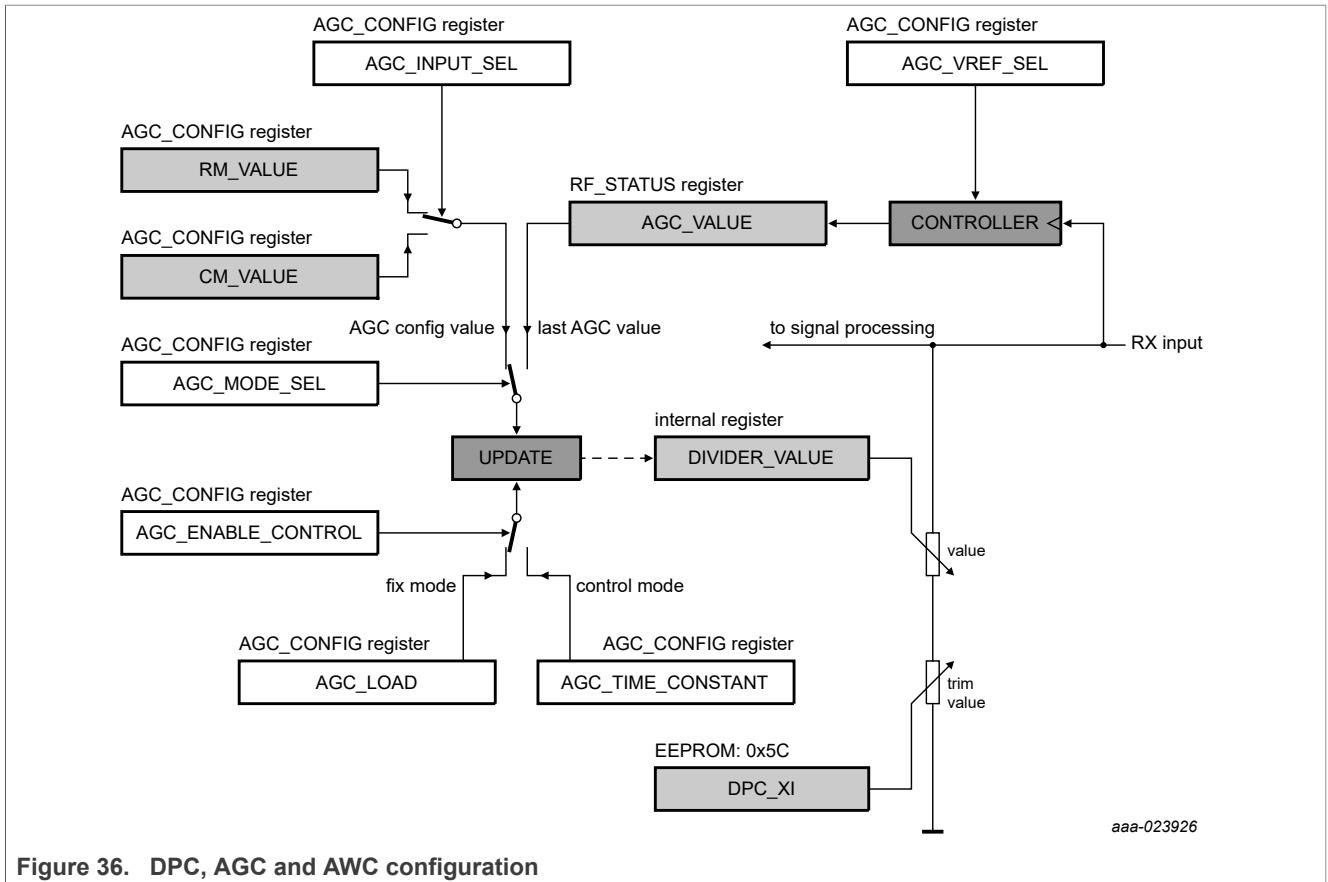 AGC_CONFIG register
AGC_INPUT_SEL
AGC_CONFIG register
AGC_VREF_SEL
AGC_CONFIG register
RM_VALUE
RF_STATUS register
AGC_VALUE
CONTROLLER
AGC_CONFIG register
CM_VALUE
AGC config value
last AGC value
to signal processing
RX input
AGC_CONFIG register
AGC_MODE_SEL
internal register
UPDATE
DIVIDER_VALUE
AGC_CONFIG register
AGC_ENABLE_CONTROL
value
fix mode
control mode
AGC_CONFIG register
AGC_LOAD
AGC_CONFIG register
AGC_TIME_CONSTANT
trim
value
EEPROM: 0x5C
DPC_XI
aaa-023926
Figure 36. DPC, AGC and AWC configuration